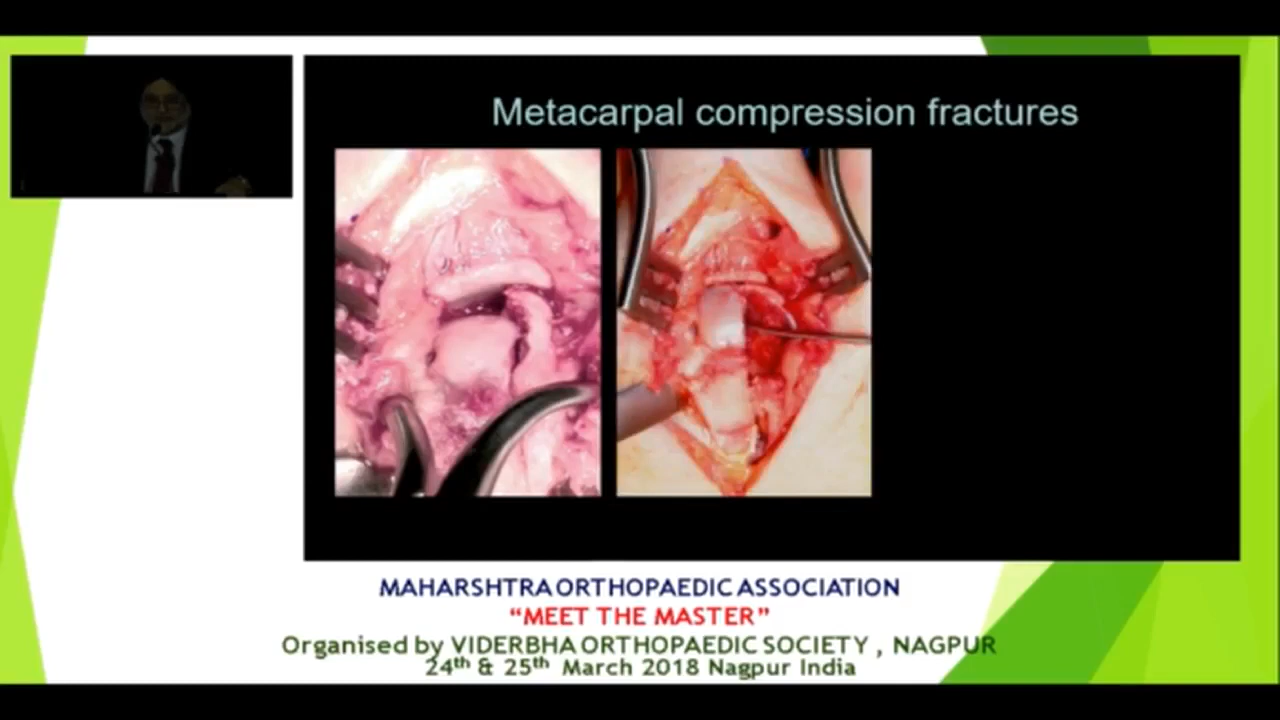 Metacarpal compression fractures
MAHARSHTRA ORTHOPAEDIC ASSOCIATION
“MEET THE MASTER”
Organised by VIDERBHA ORTHOPAEDIC SOCIETY , NAGPUR
24th & 25th March 2018 Nagpur India